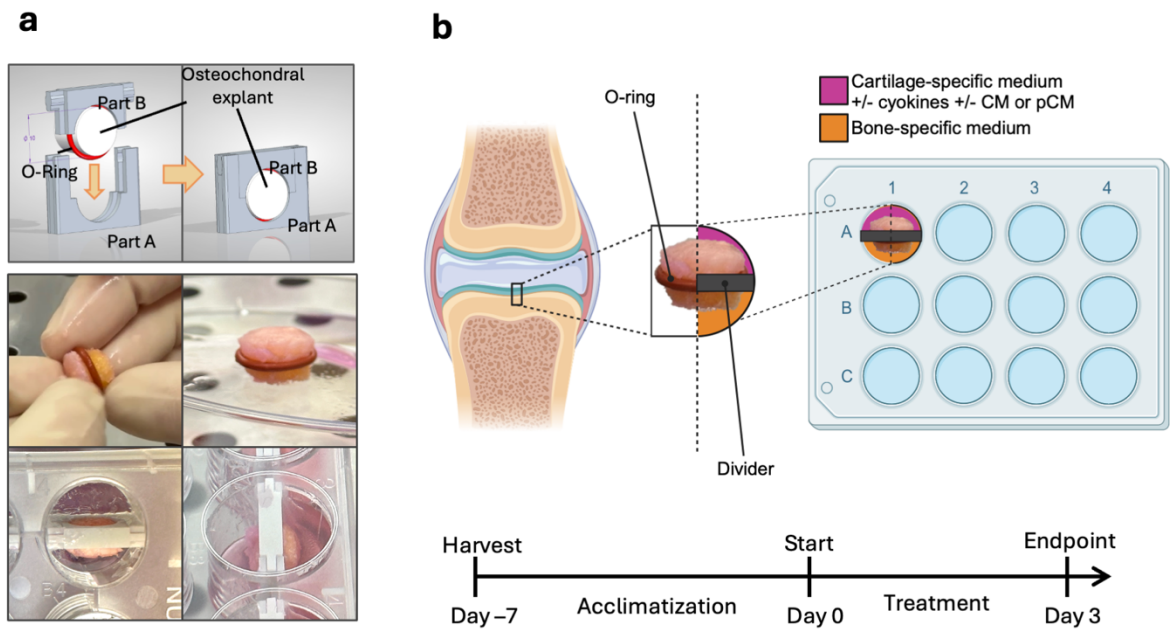 a
Osteochondral
explant
Part B
O-Ring
Part A
Part B
Part A
b
Cartilage-specific medium
+/- cyokines +/- CM or pCM
Bone-specific medium
O-ring
1 2 3 4
A
B
C
Divider
Harvest Start Endpoint
Acclimatization Treatment
Day –7 Day 0 Day 3